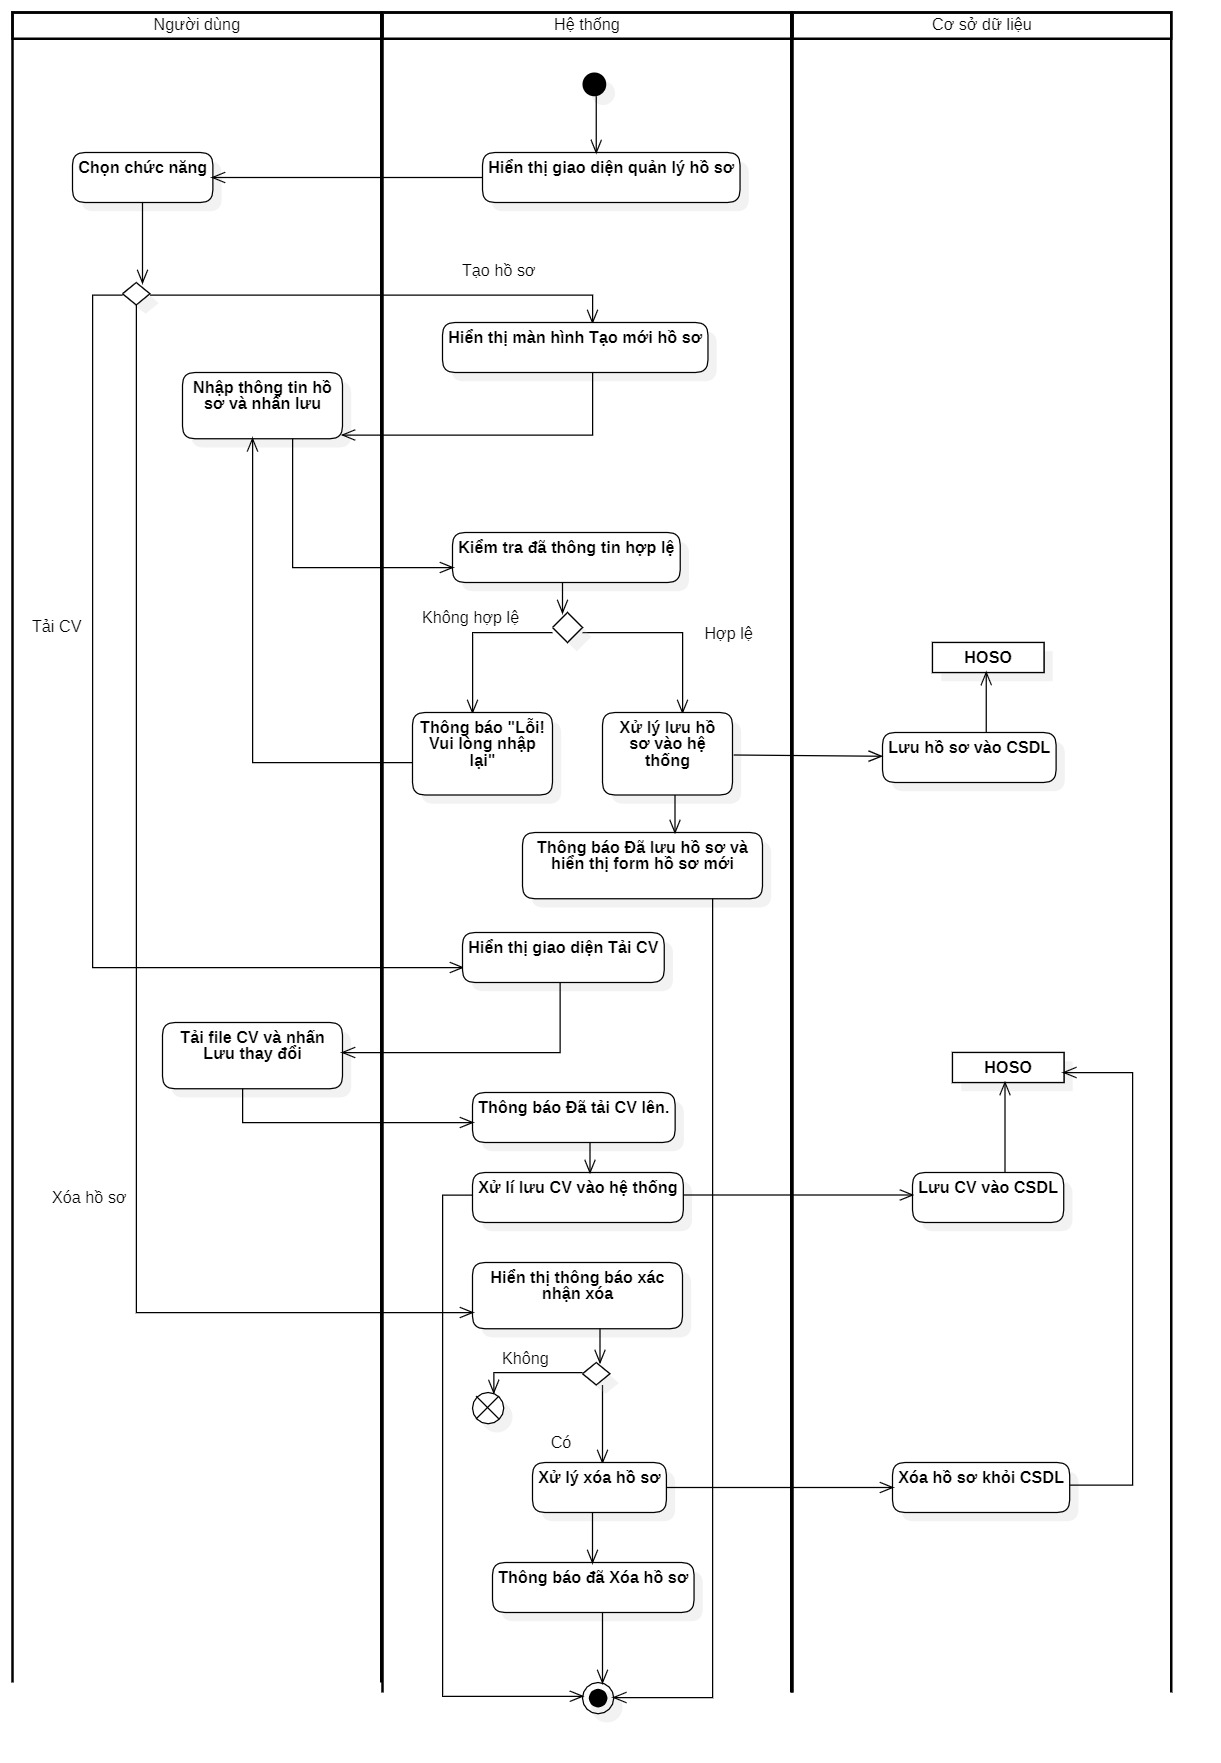 Người dùng
Hệ thống
Cơ sở dữ liệu
Chọn chức năng
Hiển thị giao diện quản lý hồ sơ
Tạo hồ sơ
Hiển thị màn hình Tạo mới hồ sơ
Nhập thông tin hồ
sơ và nhấn lưu
Kiểm tra đã thông tin hợp lệ
Không hợp lệ
Hợp lệ
Tải CV
HOSO
Thông báo "Lỗi!
Vui lòng nhập
lại"
Xử lý lưu hồ
sơ vào hệ
thống
Lưu hồ sơ vào CSDL
Thông báo Đã lưu hồ sơ và
hiển thị form hồ sơ mới
Hiển thị giao diện Tải CV
Tải file CV và nhấn
Lưu thay đổi
HOSO
Thông báo Đã tải CV lên.
Xóa hồ sơ
Xử lí lưu CV vào hệ thống
Lưu CV vào CSDL
Hiển thị thông báo xác
nhận xóa
Không
Có
Xử lý xóa hồ sơ
Xóa hồ sơ khỏi CSDL
Thông báo đã Xóa hồ sơ